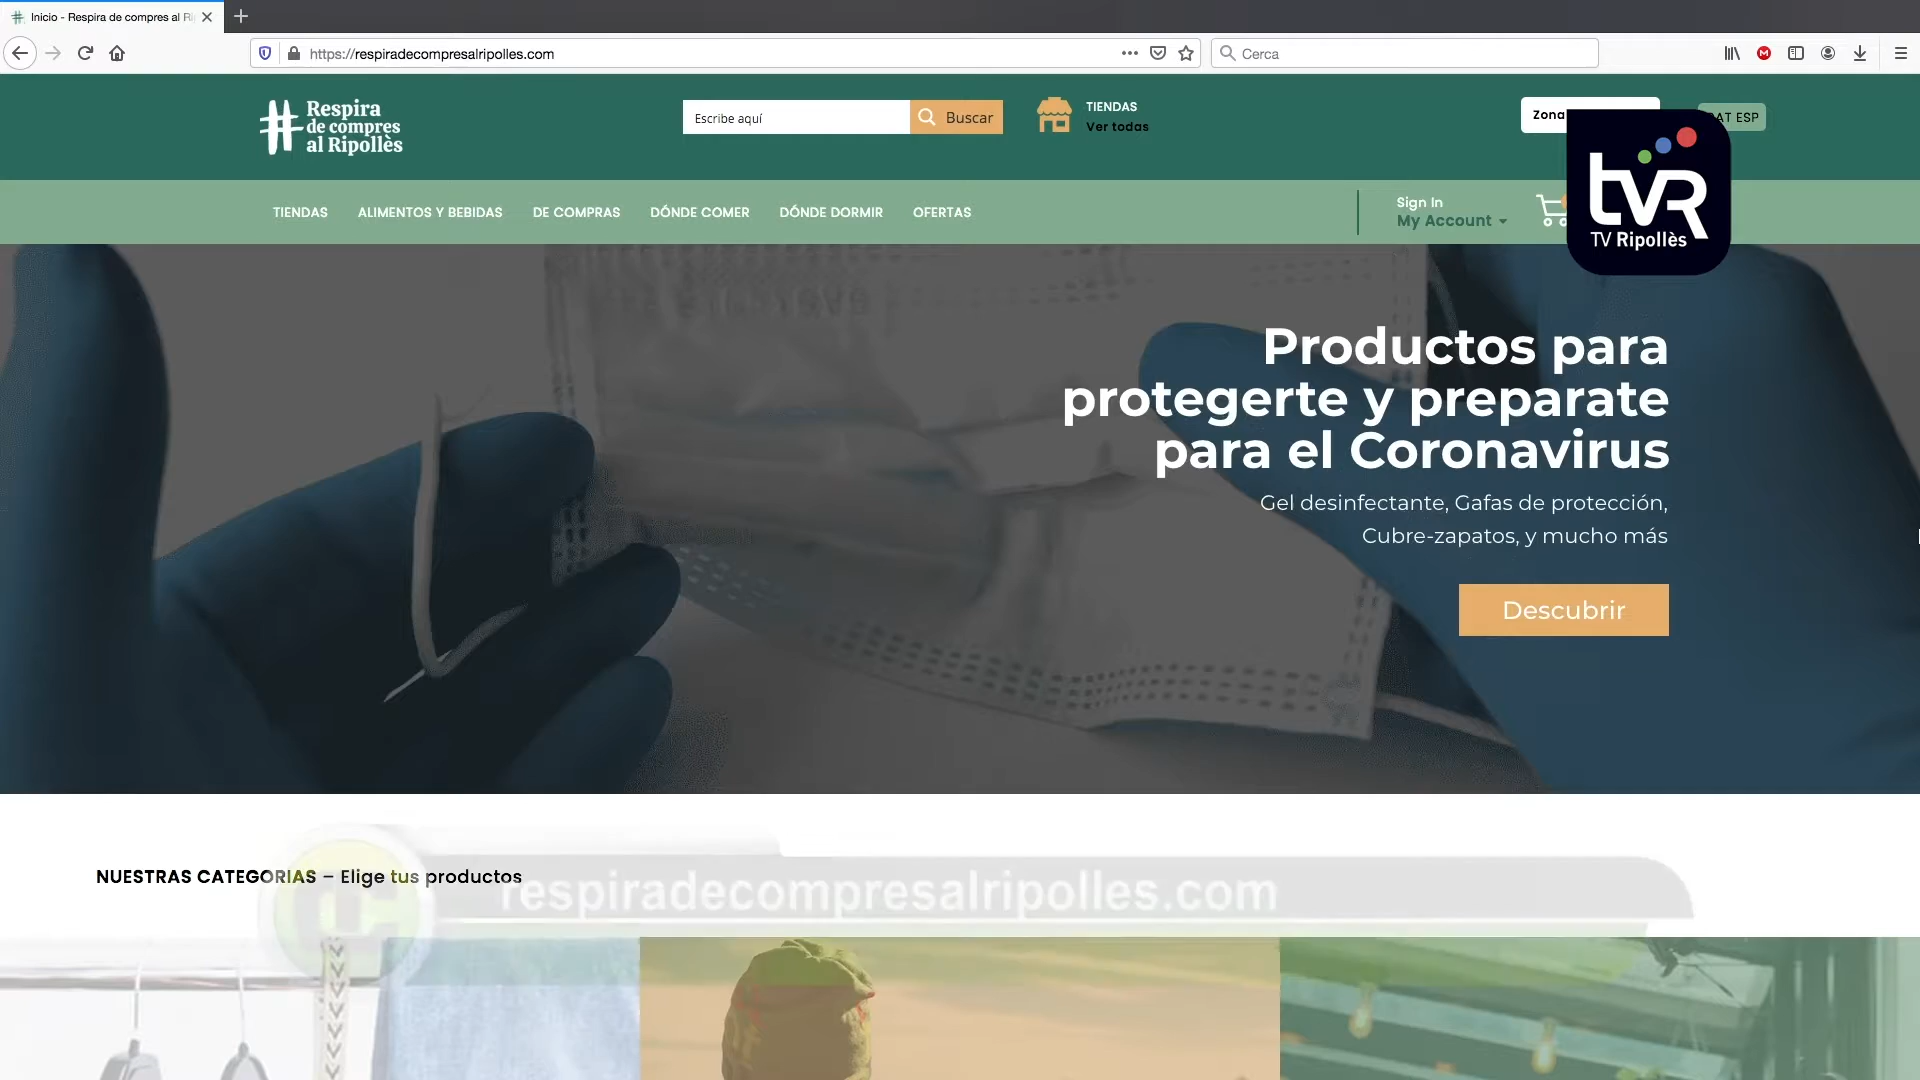 Inicio - Respira de compres al Ri
https://respiradecompresalripolles.com
Cerca
Respira
de compres
al Ripollès
Escribe aquí
Buscar
TIENDAS
Ver todas
Zona
AT ESP
tvR
TV Ripollès
TIENDAS
ALIMENTOS Y BEBIDAS
DE COMPRAS
DÓNDE COMER
DÓNDE DORMIR
OFERTAS
Sign In
My Account
Productos para
protegerte y preparate
para el Coronavirus
Gel desinfectante, Gafas de protección,
Cubre-zapatos, y mucho más
Descubrir
NUESTRAS CATEGORIAS – Elige tus productos
respiradecompresalripolles.com